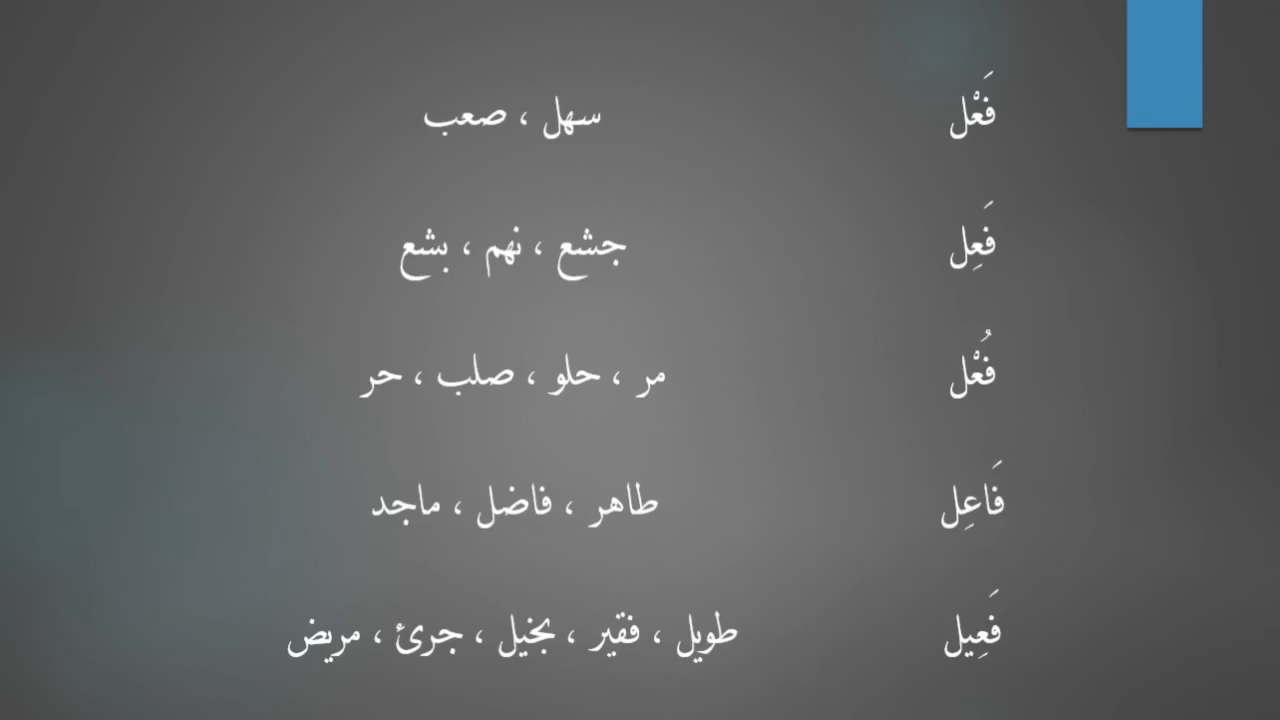 فَعْل سهل ، صعب
فَعِل جشع ، نهم ، بشع
فُعْل مر ، حلو ، صلب ، حر
فَاعِل طاهر ، فاضل ، ماجد
فَعِيل طويل ، فقير ، بخيل ، جرئ ، مريض